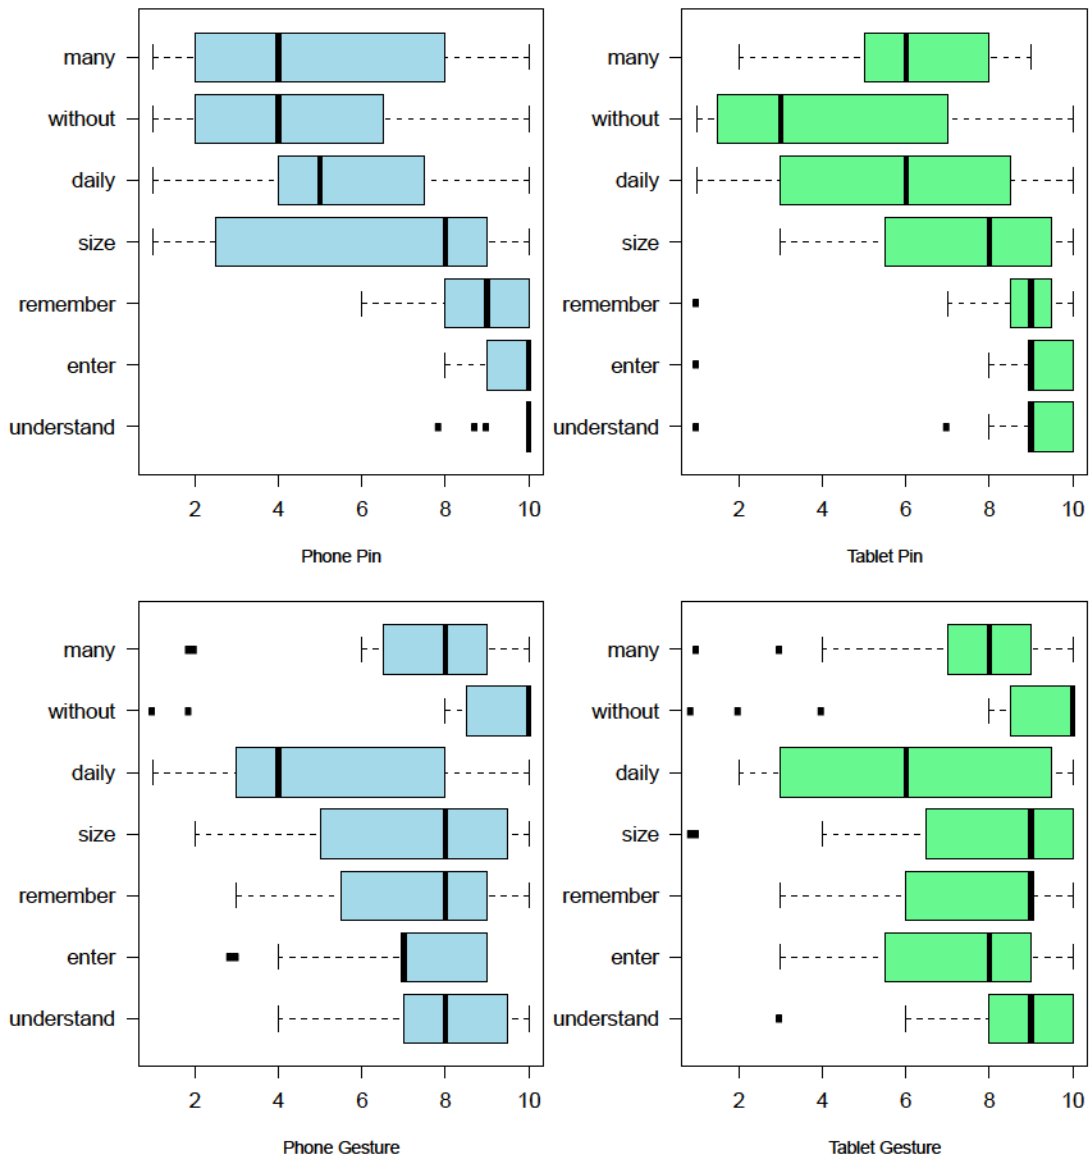 many
without
daily
size
remember
enter
understand
2 4 6 8 10
Phone Pin
many
without
daily
size
remember
enter
understand
2 4 6 8 10
Tablet Pin
many
without
daily
size
remember
enter
understand
2 4 6 8 10
Phone Gesture
many
without
daily
size
remember
enter
understand
2 4 6 8 10
Tablet Gesture